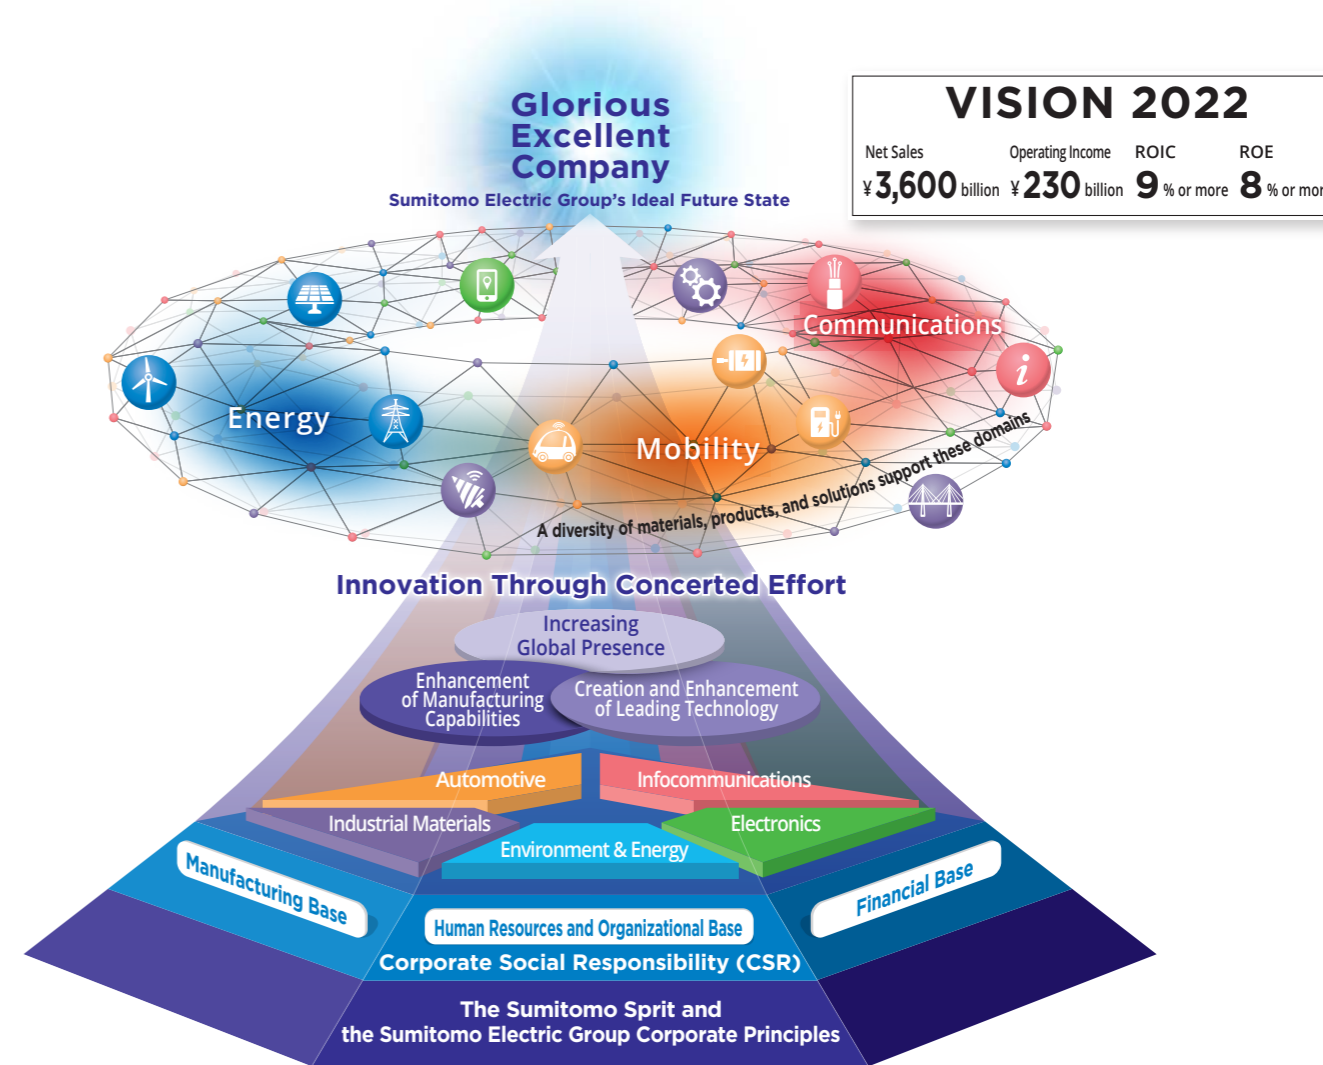 Glorious
Excellent
Company
Sumitomo Electric Group's Ideal Future State
VISION 2022
Net Sales
¥3,600 billion
Operating Income
¥230 billion
ROIC
9 % or more
ROE
8 % or mor
Communications
Energy
Mobility
i
A diversity of materials, products, and solutions support these domains
Innovation Through Concerted Effort
Increasing
Global Presence
Enhancement
of Manufacturing
Capabilities
Creation and Enhancement
of Leading Technology
Automotive
Infocommunications
Industrial Materials
Electronics
Environment & Energy
Manufacturing Base
Financial Base
Human Resources and Organizational Base
Corporate Social Responsibility (CSR)
The Sumitomo Sprit and
the Sumitomo Electric Group Corporate Principles